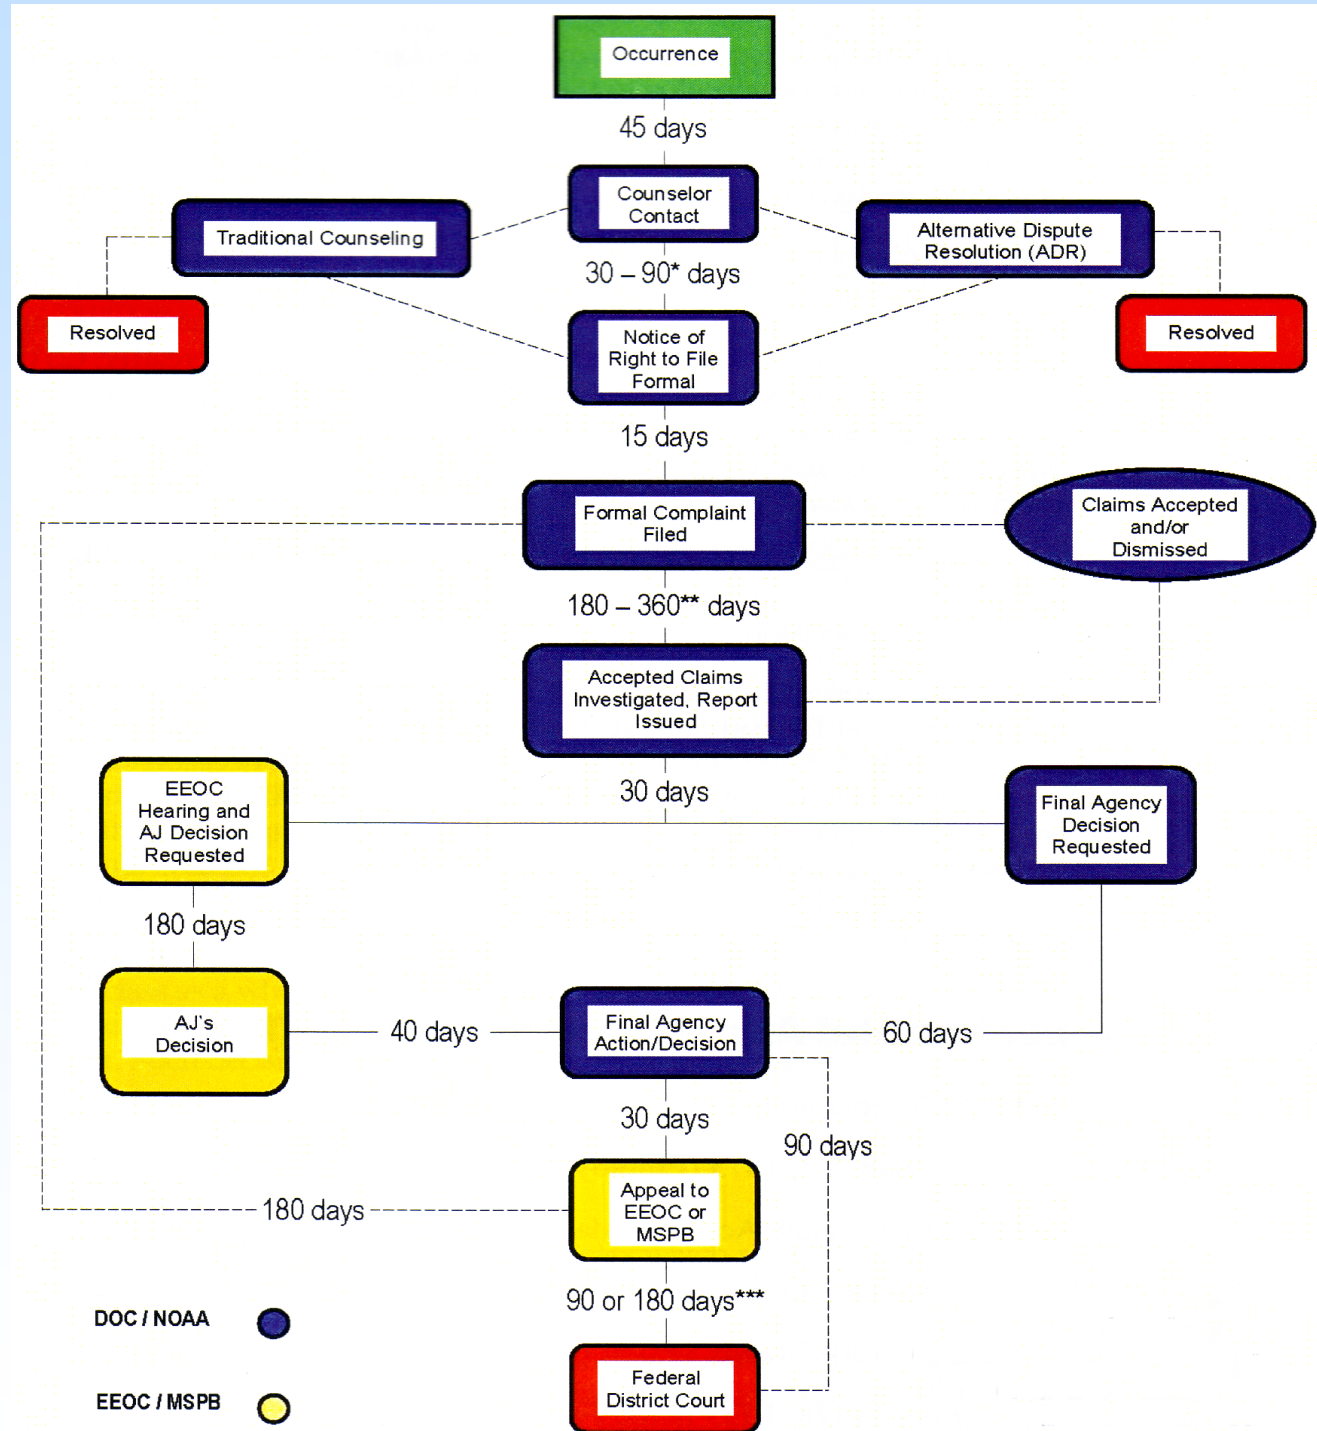 Occurrence
45 days
Counselor
Contact
Traditional Counseling
Alternative Dispute
Resolution (ADR)
30 – 90* days
Resolved
Notice of
Right to File
Formal
Resolved
15 days
Formal Complaint
Filed
Claims Accepted
and/or
Dismissed
180 – 360** days
Accepted Claims
Investigated, Report
Issued
30 days
EEOC
Hearing and
AJ Decision
Requested
Final Agency
Decision
Requested
180 days
AJ's
Decision
40 days
Final Agency
Action/Decision
60 days
30 days
90 days
180 days
Appeal to
EEOC or
MSPB
90 or 180 days***
DOC / NOAA
Federal
District Court
EEOC / MSPB